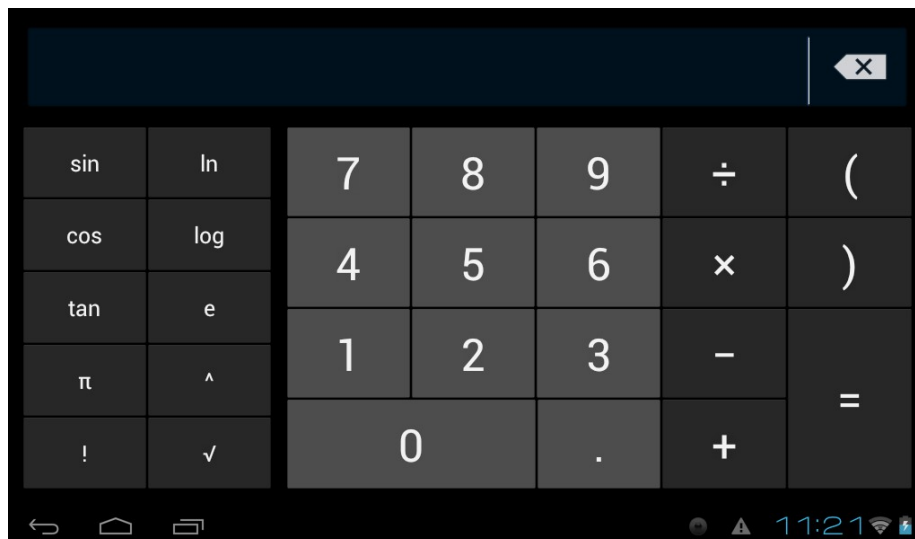 sin ln 7 8 9 ÷ (
cos log 4 5 6 × )
tan e 1 2 3 −
π ^ =
! √ 0 . +
11:21